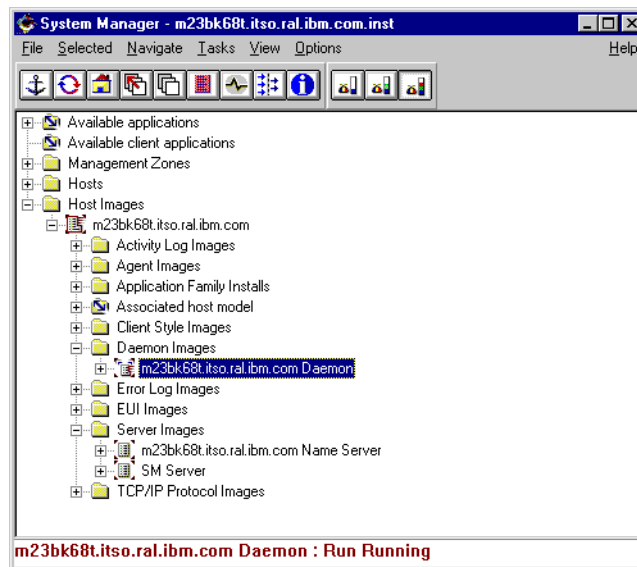 System Manager - m23bk68t.itso.ral.ibm.com.inst
File Selected Navigate Tasks View Options Help
Available applications
Available client applications
Management Zones
Hosts
Host Images
m23bk68t.itso.ral.ibm.com
Activity Log Images
Agent Images
Application Family Installs
Associated host model
Client Style Images
Daemon Images
m23bk68t.itso.ral.ibm.com Daemon
Error Log Images
EUI Images
Server Images
m23bk68t.itso.ral.ibm.com Name Server
SM Server
TCP/IP Protocol Images
m23bk68t.itso.ral.ibm.com Daemon : Run Running